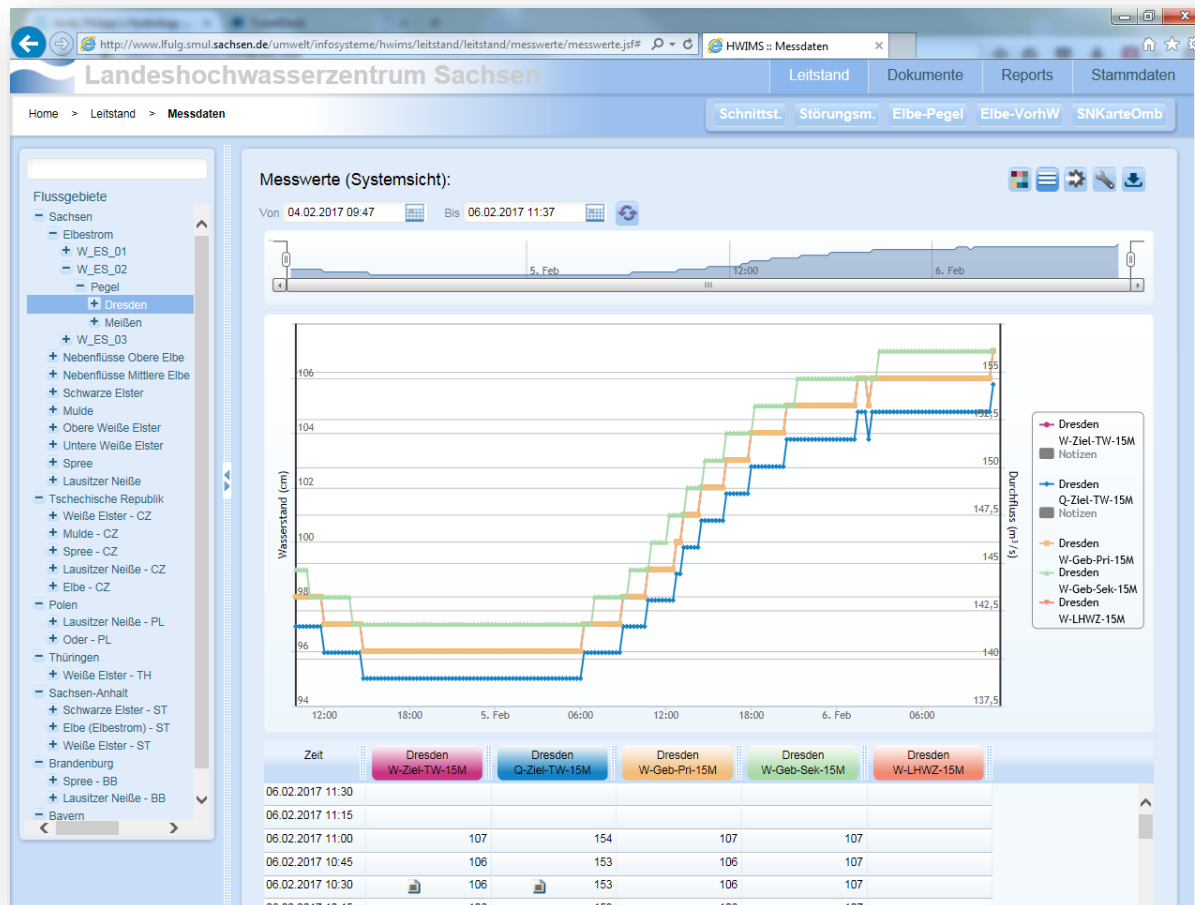 http://www.lfulg.smul.sachsen.de/umwelt/infosysteme/hwims/leitstand/leitstand/messwerte/messwerte.jsf#
HWIMS :: Messdaten
Landeshochwasserzentrum Sachsen
Leitstand Dokumente Reports Stammdaten
Home > Leitstand > Messdaten
Schnittst. Störungsm. Elbe-Pegel Elbe-VorhW SNKarteOmb
Flussgebiete
Sachsen
Elbestrom
W_ES_01
W_ES_02
Pegel
Dresden
Meißen
W_ES_03
Nebenflüsse Obere Elbe
Nebenflüsse Mittlere Elbe
Schwarze Elster
Mulde
Obere Weiße Elster
Untere Weiße Elster
Spree
Lausitzer Neiße
Tschechische Republik
Weiße Elster - CZ
Mulde - CZ
Spree - CZ
Lausitzer Neiße - CZ
Elbe - CZ
Polen
Lausitzer Neiße - PL
Oder - PL
Thüringen
Weiße Elster - TH
Sachsen-Anhalt
Schwarze Elster - ST
Elbe (Elbestrom) - ST
Weiße Elster - ST
Brandenburg
Spree - BB
Lausitzer Neiße - BB
Bayern
Messwerte (Systemsicht):
Von 04.02.2017 09:47 Bis 06.02.2017 11:37
5. Feb 12:00 6. Feb
Wasserstand (cm)
106
104
102
100
98
96
94
155
152,5
150
147,5
145
142,5
140
137,5
Durchfluss (m³/s)
12:00 18:00 5. Feb 06:00 12:00 18:00 6. Feb 06:00
Dresden
W-Ziel-TW-15M
Notizen
Dresden
Q-Ziel-TW-15M
Notizen
Dresden
W-Geb-Pri-15M
Dresden
W-Geb-Sek-15M
Dresden
W-LHWZ-15M
Zeit Dresden Dresden Dresden Dresden Dresden
W-Ziel-TW-15M Q-Ziel-TW-15M W-Geb-Pri-15M W-Geb-Sek-15M W-LHWZ-15M
06.02.2017 11:30
06.02.2017 11:15
06.02.2017 11:00 107 154 107 107
06.02.2017 10:45 106 153 106 107
06.02.2017 10:30 106 153 106 107